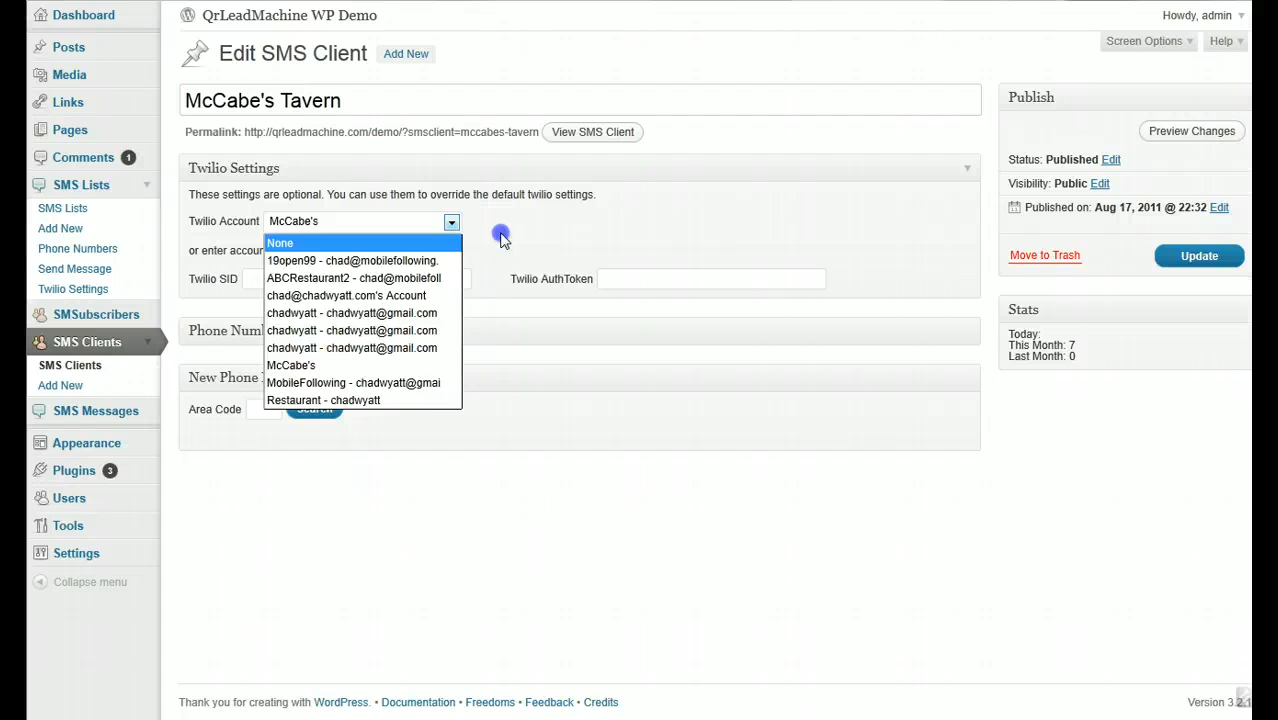 Dashboard
Posts
Media
Links
Pages
Comments 1
SMS Lists
SMS Lists
Add New
Phone Numbers
Send Message
Twilio Settings
SMSubscribers
SMS Clients
SMS Clients
Add New
SMS Messages
Appearance
Plugins 3
Users
Tools
Settings
Collapse menu
QrLeadMachine WP Demo
Howdy, admin
Screen Options
Help
Edit SMS Client
Add New
McCabe's Tavern
Permalink: http://qrleadmachine.com/demo/?smsclient=mccabes-tavern View SMS Client
Twilio Settings
These settings are optional. You can use them to override the default twilio settings.
Twilio Account McCabe's
None
19open99 - chad@mobilefollowing.
ABCRestaurant2 - chad@mobilefoll
chad@chadwyatt.com's Account
chadwyatt - chadwyatt@gmail.com
chadwyatt - chadwyatt@gmail.com
chadwyatt - chadwyatt@gmail.com
McCabe's
MobileFollowing - chadwyatt@gmai
Restaurant - chadwyatt
or enter accou
Twilio SID
Twilio AuthToken
Phone Num
New Phone
Area Code
Search
Publish
Preview Changes
Status: Published Edit
Visibility: Public Edit
Published on: Aug 17, 2011 @ 22:32 Edit
Move to Trash
Update
Stats
Today:
This Month: 7
Last Month: 0
Thank you for creating with WordPress. • Documentation • Freedoms • Feedback • Credits
Version 3.2.1